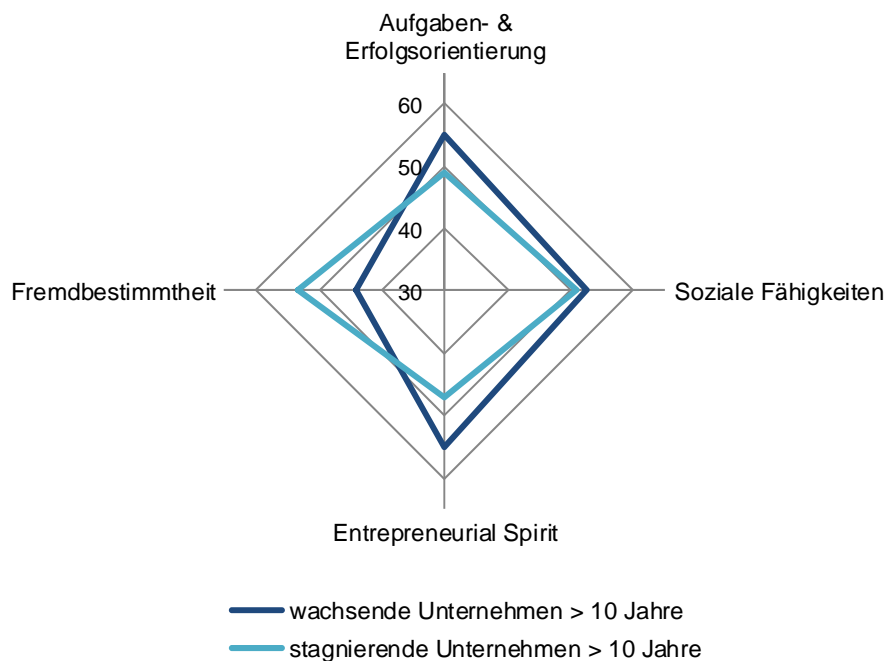 Aufgaben- &
Erfolgsorientierung
60
50
40
30
Fremdbestimmtheit
Soziale Fähigkeiten
Entrepreneurial Spirit
wachsende Unternehmen > 10 Jahre
stagnierende Unternehmen > 10 Jahre